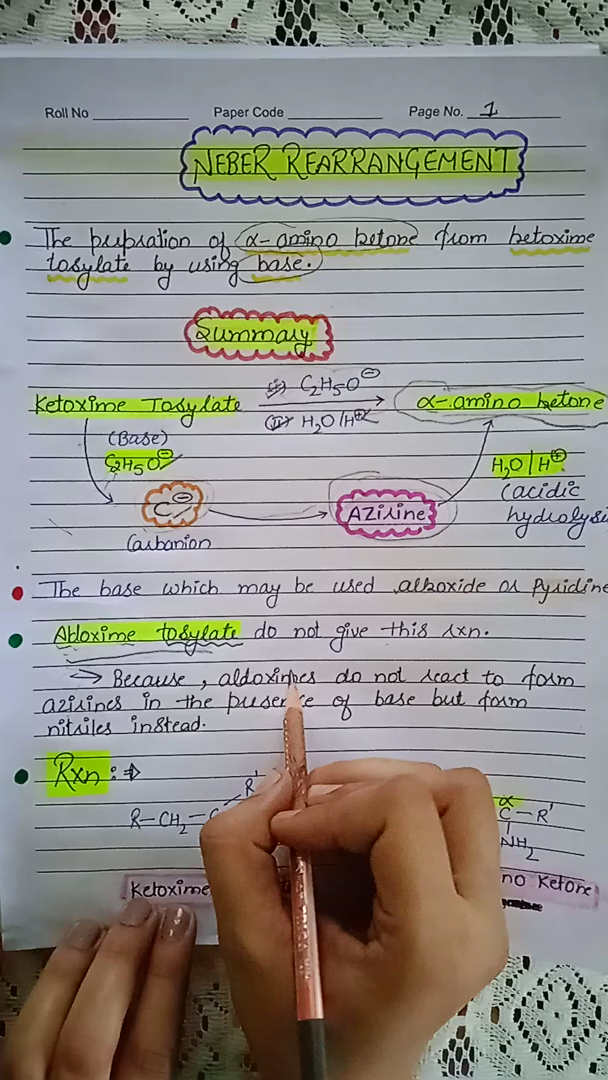 Roll No Paper Code Page No. 1
NEBER REARRANGEMENT
The prepration of α-amino ketone from ketoxime
tosylate by using base.
Summary
Ketoxime Tosylate (i) C2H5O⊖ α-amino ketone
(ii) H2O/H⊕
(Base)
C2H5O⊖ H2O/H⊕
C⊖ Azirine (acidic
Carbanion hydrolysis
The base which may be used alkoxide or Pyridine
Aldoxime tosylate do not give this rxn.
→ Because, aldoximes do not react to form
azirines in the presence of base but form
nitriles instead.
Rxn :⇒
R-CH2-C R'
α
C-R'
NH2
Ketoxime no Ketone